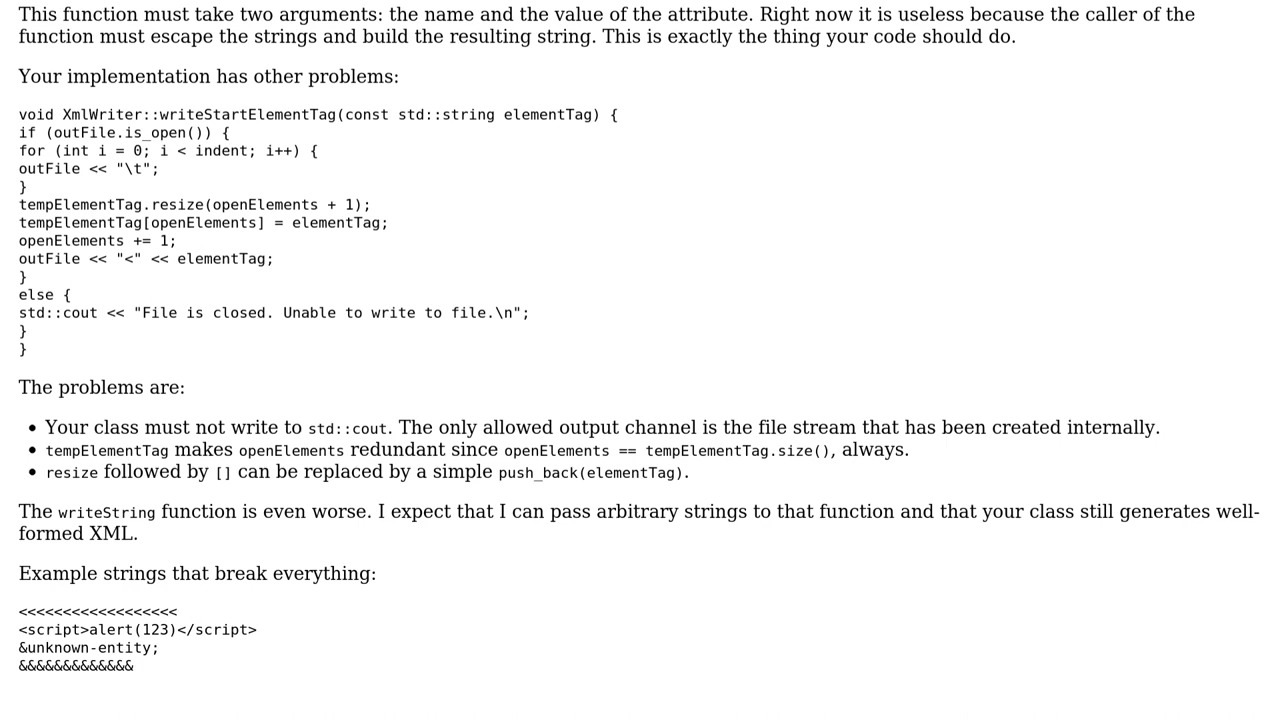 This function must take two arguments: the name and the value of the attribute. Right now it is useless because the caller of the
function must escape the strings and build the resulting string. This is exactly the thing your code should do.
Your implementation has other problems:
void XmlWriter::writeStartElementTag(const std::string elementTag) {
if (outFile.is_open()) {
for (int i = 0; i < indent; i++) {
outFile << "\t";
}
tempElementTag.resize(openElements + 1);
tempElementTag[openElements] = elementTag;
openElements += 1;
outFile << "<" << elementTag;
}
else {
std::cout << "File is closed. Unable to write to file.\n";
}
}
The problems are:
• Your class must not write to std::cout. The only allowed output channel is the file stream that has been created internally.
• tempElementTag makes openElements redundant since openElements == tempElementTag.size(), always.
• resize followed by [] can be replaced by a simple push_back(elementTag).
The writeString function is even worse. I expect that I can pass arbitrary strings to that function and that your class still generates well-
formed XML.
Example strings that break everything:
<<<<<<<<<<<<<<<<<<
<script>alert(123)</script>
&unknown-entity;
&&&&&&&&&&&&&